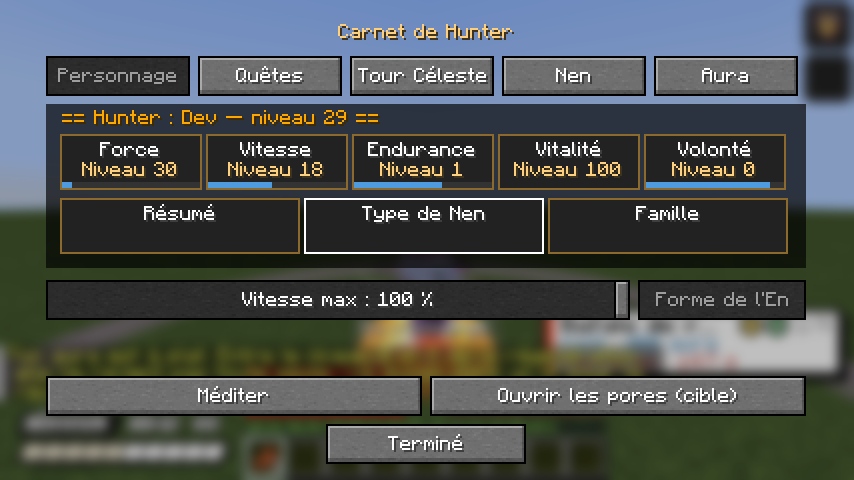 Carnet de Hunter
Personnage
Quêtes
Tour Céleste
Nen
Aura
== Hunter : Dev — niveau 29 ==
Force
Niveau 30
Vitesse
Niveau 18
Endurance
Niveau 1
Vitalité
Niveau 100
Volonté
Niveau 0
Résumé
Type de Nen
Famille
Vitesse max : 100 %
Forme de l'En
Méditer
Ouvrir les pores (cible)
Terminé